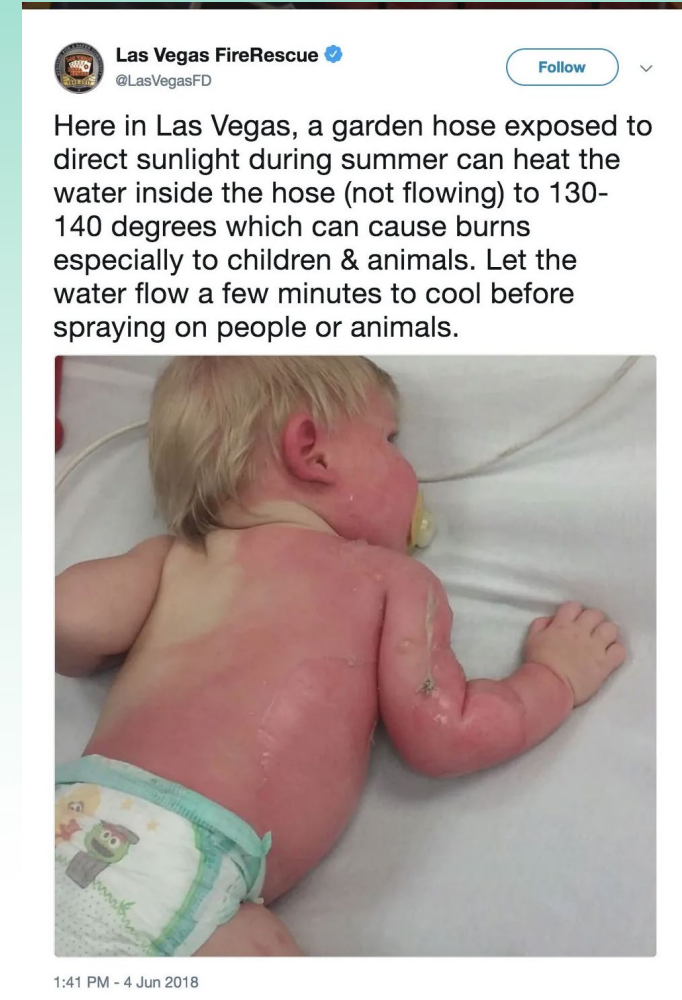 Las Vegas FireRescue
@LasVegasFD
Follow
Here in Las Vegas, a garden hose exposed to
direct sunlight during summer can heat the
water inside the hose (not flowing) to 130-
140 degrees which can cause burns
especially to children & animals. Let the
water flow a few minutes to cool before
spraying on people or animals.
1:41 PM - 4 Jun 2018